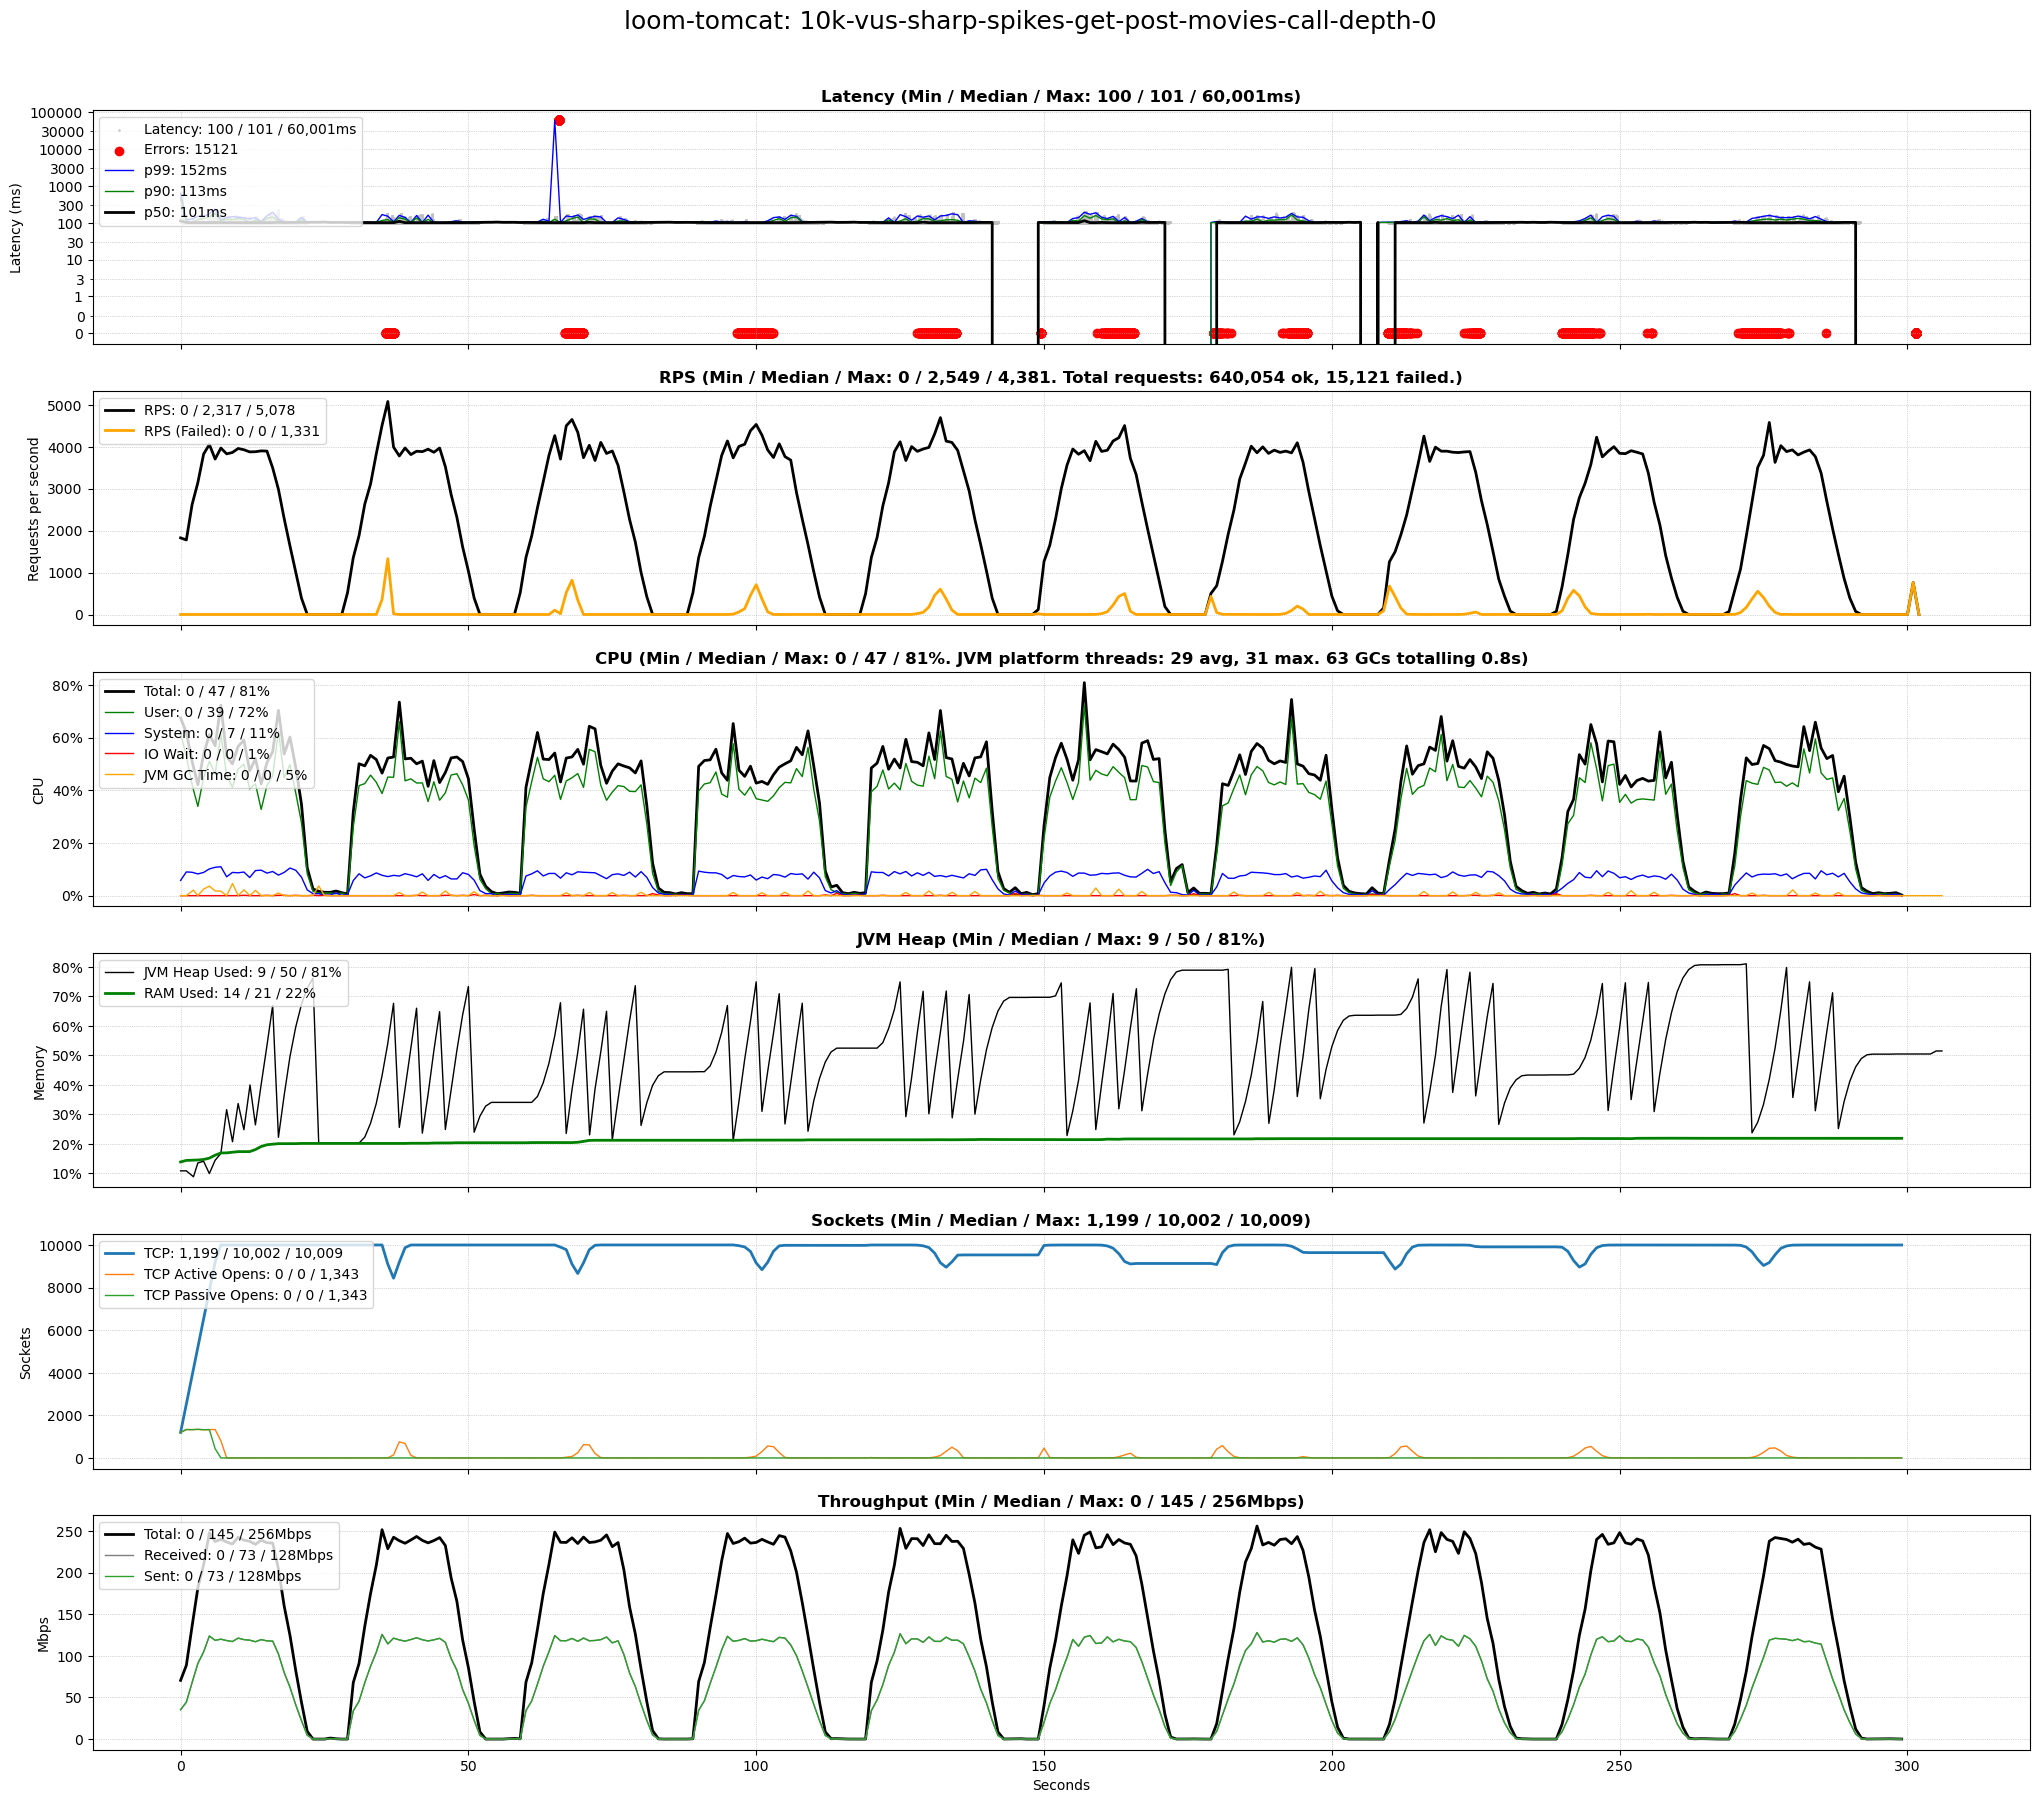 loom-tomcat: 10k-vus-sharp-spikes-get-post-movies-call-depth-0
Latency (Min / Median / Max: 100 / 101 / 60,001ms)
Latency (ms)
100000
30000
10000
3000
1000
300
100
30
10
3
1
0
0
Latency: 100 / 101 / 60,001ms
Errors: 15121
p99: 152ms
p90: 113ms
p50: 101ms
RPS (Min / Median / Max: 0 / 2,549 / 4,381. Total requests: 640,054 ok, 15,121 failed.)
Requests per second
5000
4000
3000
2000
1000
0
RPS: 0 / 2,317 / 5,078
RPS (Failed): 0 / 0 / 1,331
CPU (Min / Median / Max: 0 / 47 / 81%. JVM platform threads: 29 avg, 31 max. 63 GCs totalling 0.8s)
CPU
80%
60%
40%
20%
0%
Total: 0 / 47 / 81%
User: 0 / 39 / 72%
System: 0 / 7 / 11%
IO Wait: 0 / 0 / 1%
JVM GC Time: 0 / 0 / 5%
JVM Heap (Min / Median / Max: 9 / 50 / 81%)
Memory
80%
70%
60%
50%
40%
30%
20%
10%
JVM Heap Used: 9 / 50 / 81%
RAM Used: 14 / 21 / 22%
Sockets (Min / Median / Max: 1,199 / 10,002 / 10,009)
Sockets
10000
8000
6000
4000
2000
0
TCP: 1,199 / 10,002 / 10,009
TCP Active Opens: 0 / 0 / 1,343
TCP Passive Opens: 0 / 0 / 1,343
Throughput (Min / Median / Max: 0 / 145 / 256Mbps)
Mbps
250
200
150
100
50
0
Total: 0 / 145 / 256Mbps
Received: 0 / 73 / 128Mbps
Sent: 0 / 73 / 128Mbps
0 50 100 150 200 250 300
Seconds